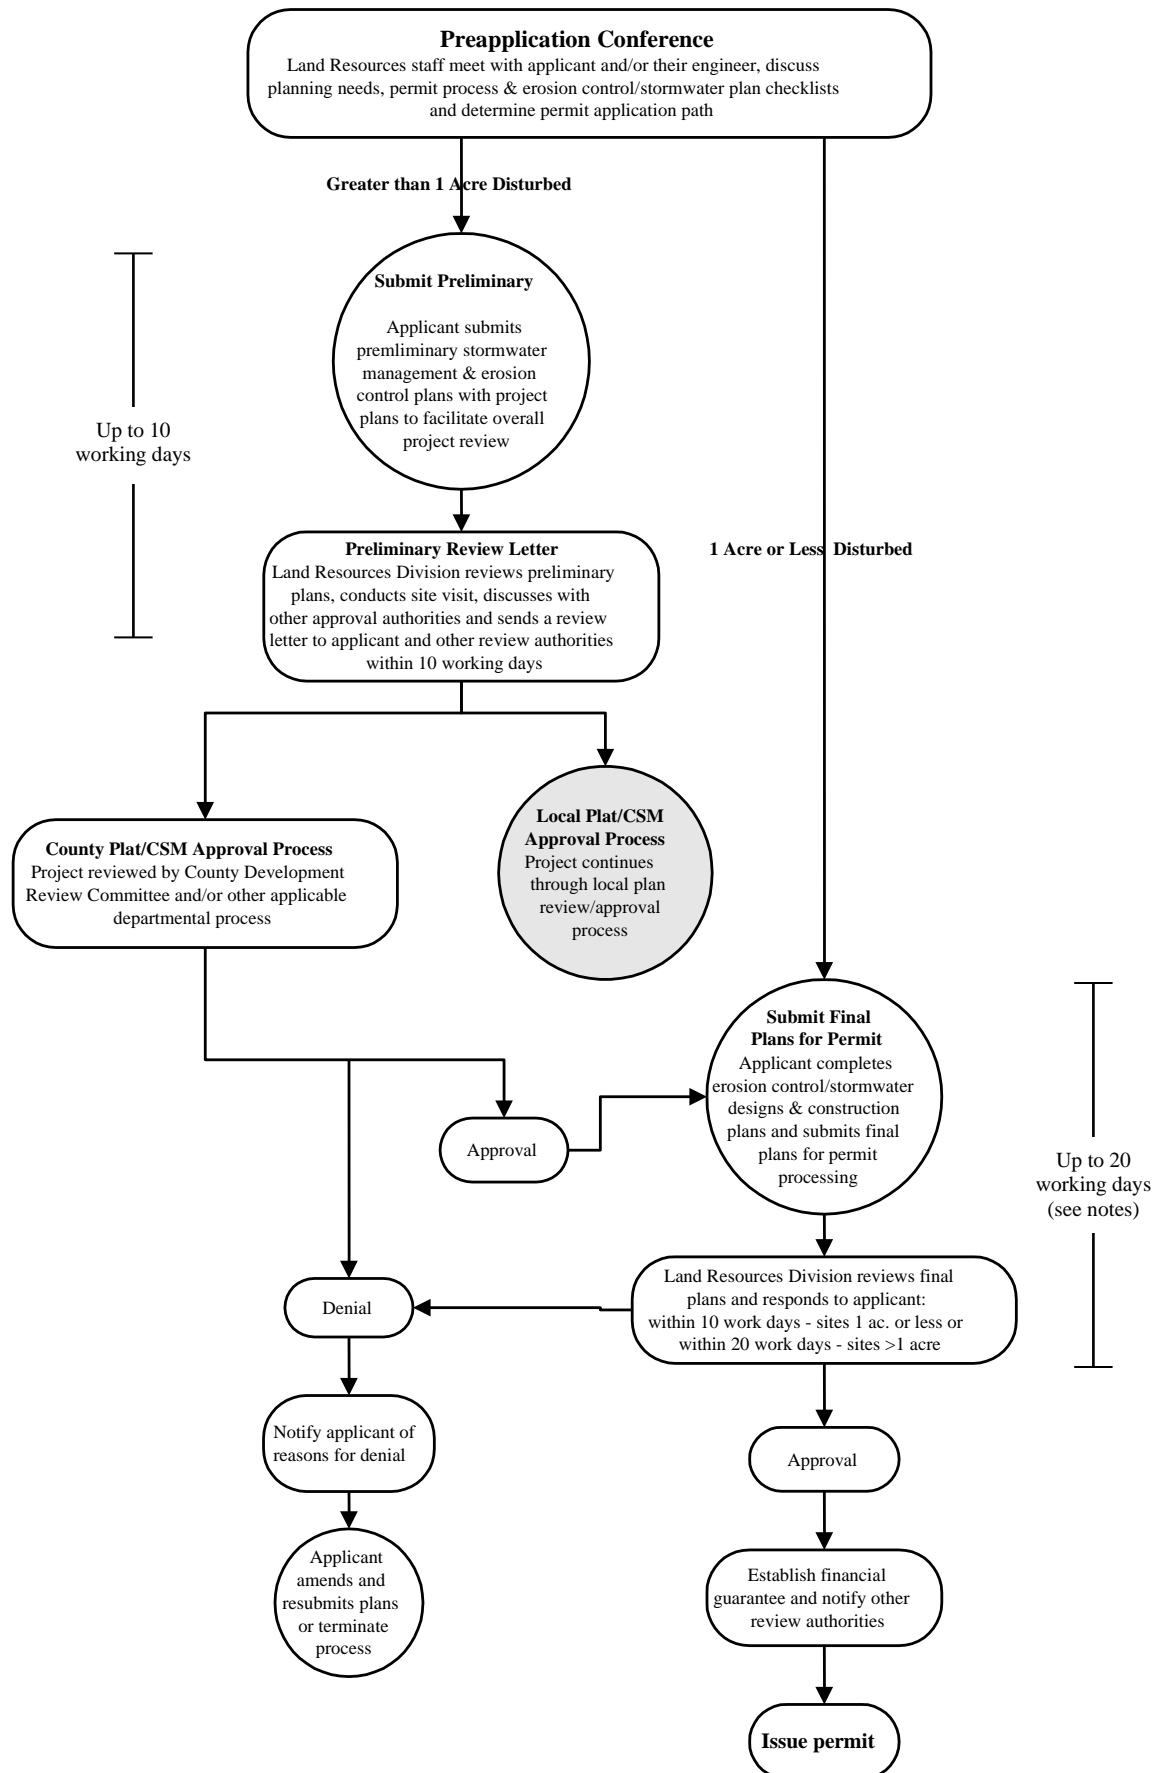 Preapplication Conference
Land Resources staff meet with applicant and/or their engineer, discuss
planning needs, permit process & erosion control/stormwater plan checklists
and determine permit application path
Greater than 1 Acre Disturbed
Submit Preliminary
Applicant submits
premliminary stormwater
management & erosion
control plans with project
plans to facilitate overall
project review
Up to 10
working days
Preliminary Review Letter
Land Resources Division reviews preliminary
plans, conducts site visit, discusses with
other approval authorities and sends a review
letter to applicant and other review authorities
within 10 working days
1 Acre or Less Disturbed
County Plat/CSM Approval Process
Project reviewed by County Development
Review Committee and/or other applicable
departmental process
Local Plat/CSM
Approval Process
Project continues
through local plan
review/approval
process
Submit Final
Plans for Permit
Applicant completes
erosion control/stormwater
designs & construction
plans and submits final
plans for permit
processing
Approval
Up to 20
working days
(see notes)
Land Resources Division reviews final
plans and responds to applicant:
within 10 work days - sites 1 ac. or less or
within 20 work days - sites >1 acre
Denial
Notify applicant of
reasons for denial
Approval
Applicant
amends and
resubmits plans
or terminate
process
Establish financial
guarantee and notify other
review authorities
Issue permit